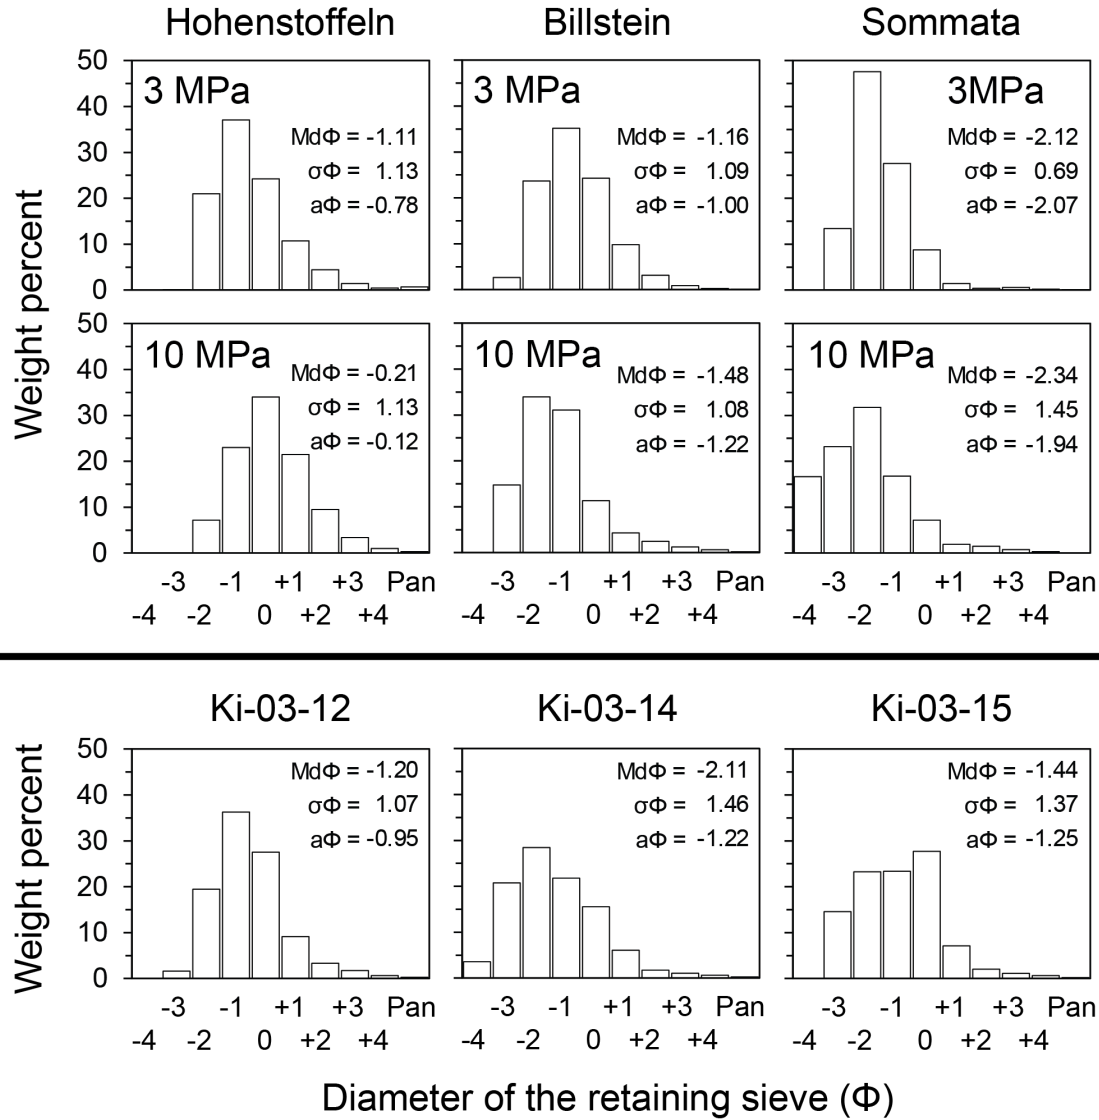 Hohenstoffeln Billstein Sommata
Weight percent
50
40
30
20
10
0
3 MPa
MdΦ = -1.11
σΦ = 1.13
aΦ = -0.78
3 MPa
MdΦ = -1.16
σΦ = 1.09
aΦ = -1.00
3MPa
MdΦ = -2.12
σΦ = 0.69
aΦ = -2.07
50
40
30
20
10
0
10 MPa
MdΦ = -0.21
σΦ = 1.13
aΦ = -0.12
10 MPa
MdΦ = -1.48
σΦ = 1.08
aΦ = -1.22
10 MPa
MdΦ = -2.34
σΦ = 1.45
aΦ = -1.94
-3 -1 +1 +3 Pan -3 -1 +1 +3 Pan -3 -1 +1 +3 Pan
-4 -2 0 +2 +4 -4 -2 0 +2 +4 -4 -2 0 +2 +4
Ki-03-12 Ki-03-14 Ki-03-15
Weight percent
50
40
30
20
10
0
MdΦ = -1.20
σΦ = 1.07
aΦ = -0.95
MdΦ = -2.11
σΦ = 1.46
aΦ = -1.22
MdΦ = -1.44
σΦ = 1.37
aΦ = -1.25
-3 -1 +1 +3 Pan -3 -1 +1 +3 Pan -3 -1 +1 +3 Pan
-4 -2 0 +2 +4 -4 -2 0 +2 +4 -4 -2 0 +2 +4
Diameter of the retaining sieve (Φ)